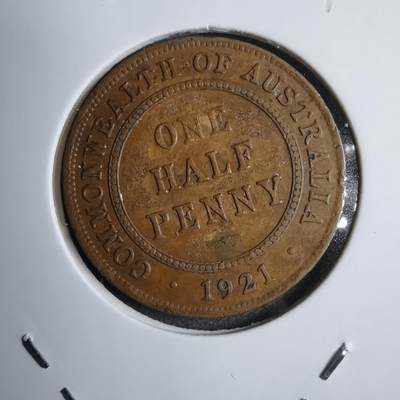 COMMONWEALTH OF AUSTRALIA
ONE
HALF
PENNY
· 1921 ·